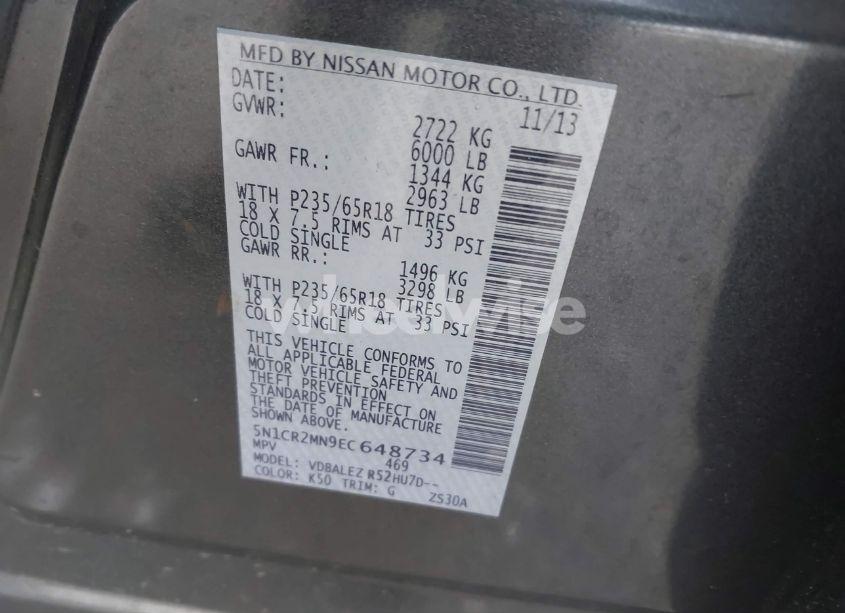 MFD BY NISSAN MOTOR CO., LTD.
DATE: 11/13
GVWR: 2722 KG
6000 LB
GAWR FR.: 1344 KG
2963 LB
WITH P235/65R18 TIRES
18 X 7.5 RIMS AT 33 PSI
COLD SINGLE
GAWR RR.: 1496 KG
3298 LB
WITH P235/65R18 TIRES
18 X 7.5 RIMS AT 33 PSI
COLD SINGLE
THIS VEHICLE CONFORMS TO
ALL APPLICABLE FEDERAL
MOTOR VEHICLE SAFETY AND
THEFT PREVENTION
STANDARDS IN EFFECT ON
THE DATE OF MANUFACTURE
SHOWN ABOVE.
5N1CR2MN9EC648734
MPV 469
MODEL: VDBALEZ R52HU7D--
COLOR: K50 TRIM: G ZS30A
wheelwise